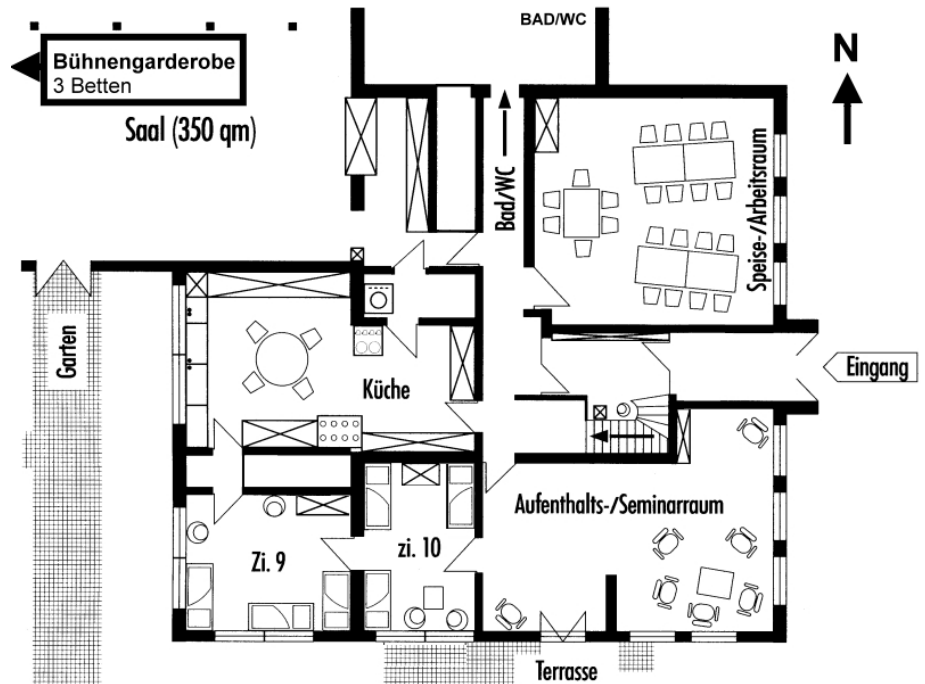 BAD/WC
N
Bühnengarderobe
3 Betten
Saal (350 qm)
Bad/WC
Speise-/Arbeitsraum
Garten
Eingang
Küche
Aufenthalts-/Seminarraum
Zi. 9
zi. 10
Terrasse